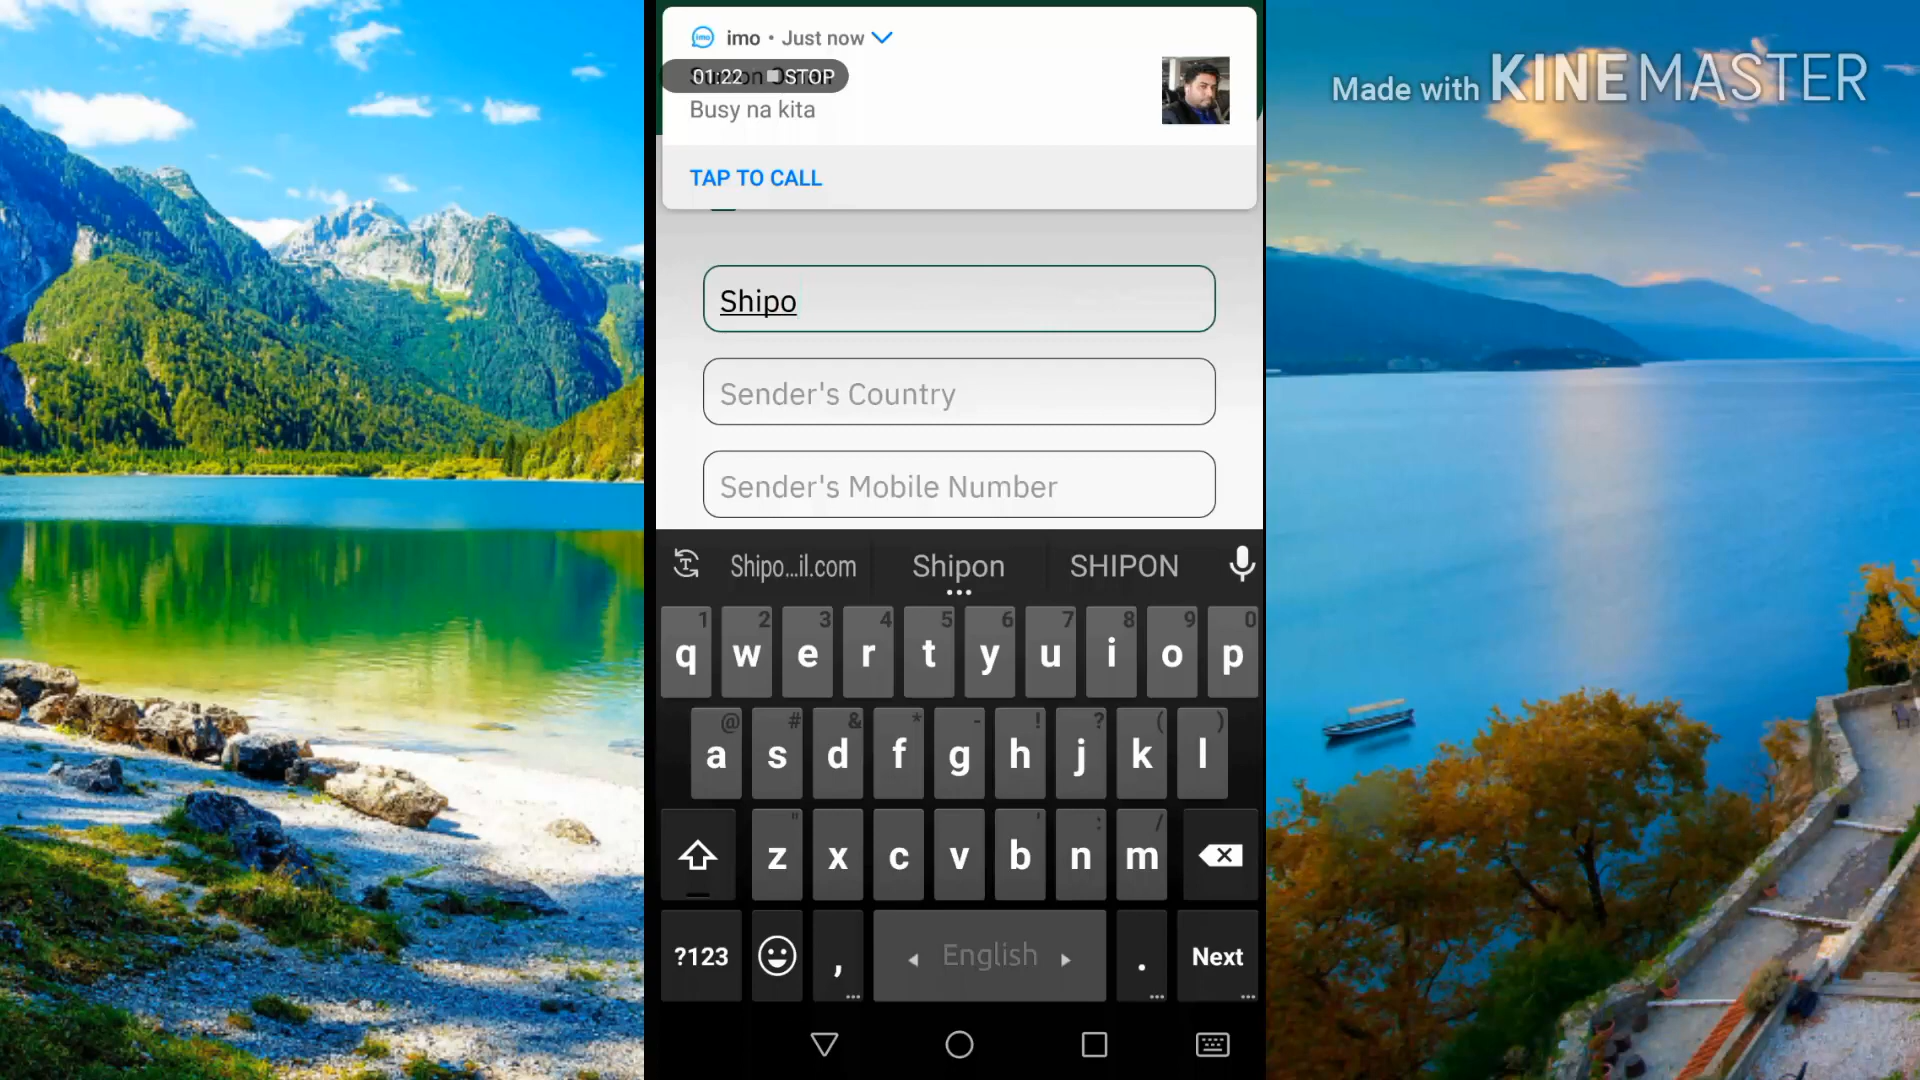 imo • Just now
01:22 STOP
Busy na kita
TAP TO CALL
Made with KINEMASTER
Shipo
Sender's Country
Sender's Mobile Number
Shipo...il.com Shipon SHIPON
1 2 3 4 5 6 7 8 9 0
q w e r t y u i o p
@ # & * - ! ? ( )
a s d f g h j k l
" ' : /
z x c v b n m
?123 , English . Next